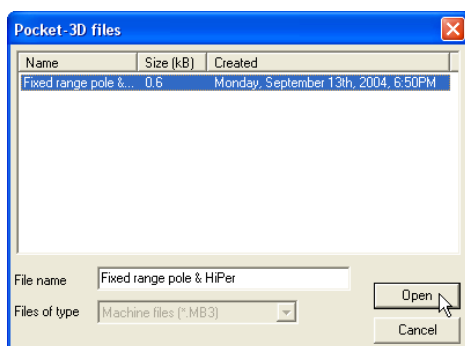 Pocket-3D files
Name Size (kB) Created
Fixed range pole &... 0.6 Monday, September 13th, 2004, 6:50PM
File name Fixed range pole & HiPer
Open
Files of type Machine files (*.MB3)
Cancel